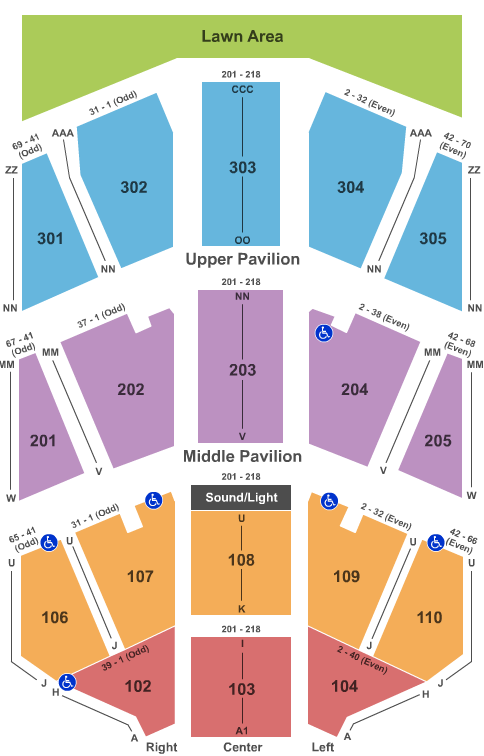 Lawn Area
201 - 218
CCC
303
OO
31 - 1 (Odd)
AAA
302
NN
2 - 32 (Even)
AAA
304
NN
69 - 41
(Odd)
ZZ
301
NN
42 - 70
(Even)
ZZ
305
NN
Upper Pavilion
201 - 218
NN
203
V
37 - 1 (Odd)
MM
202
V
2 - 38 (Even)
MM
204
V
67 - 41
(Odd)
MM
201
W
42 - 68
(Even)
MM
205
W
Middle Pavilion
201 - 218
Sound/Light
U
108
K
31 - 1 (Odd)
U
107
J
2 - 32 (Even)
U
109
J
65 - 41
(Odd)
U
106
J
42 - 66
(Even)
U
110
J
201 - 218
I
103
A1
39 - 1 (Odd)
H
102
A
2 - 40 (Even)
H
104
A
Right
Center
Left